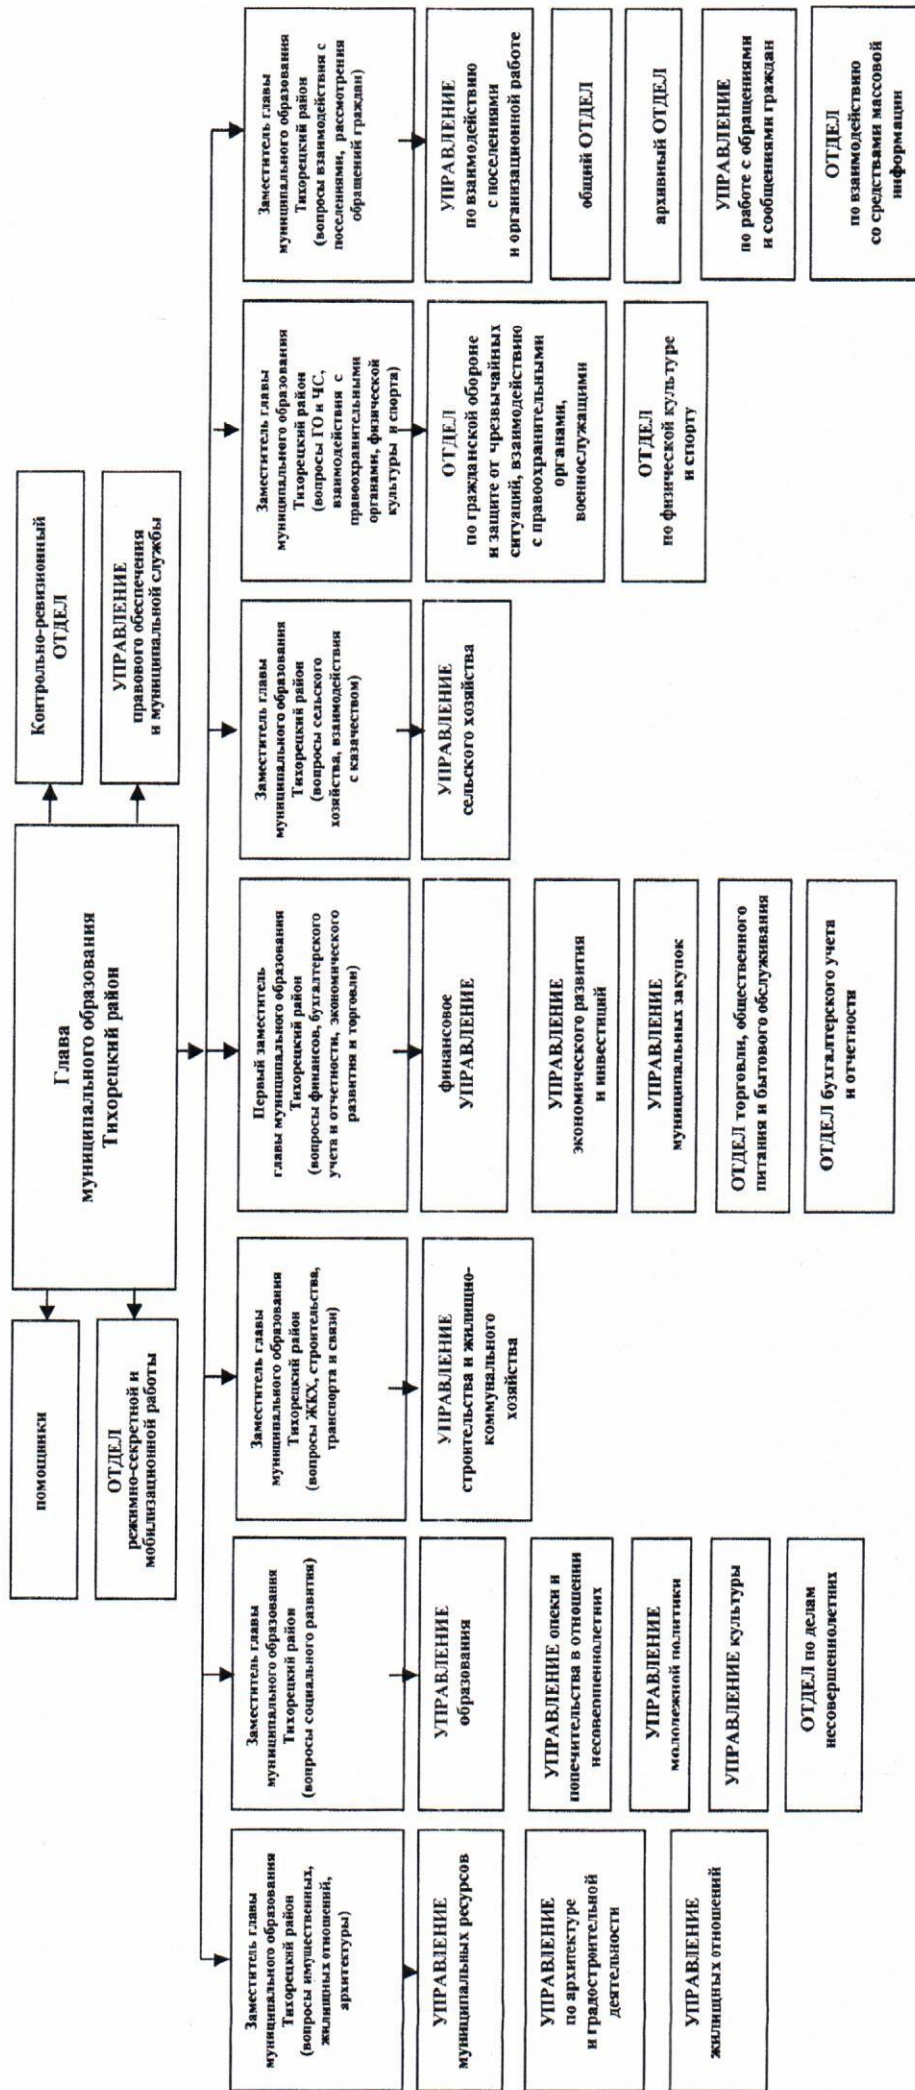 Глава
муниципального образования
Тихорецкий район
помощники
ОТДЕЛ
режимно-секретной и
мобилизационной работы
Контрольно-ревизионный
ОТДЕЛ
УПРАВЛЕНИЕ
правового обеспечения
и муниципальной службы
Заместитель главы
муниципального образования
Тихорецкий район
(вопросы имущественных,
жилищных отношений,
архитектуры)
УПРАВЛЕНИЕ
муниципальных ресурсов
УПРАВЛЕНИЕ
по архитектуре
и градостроительной
деятельности
УПРАВЛЕНИЕ
жилищных отношений
Заместитель главы
муниципального образования
Тихорецкий район
(вопросы социального развития)
УПРАВЛЕНИЕ
образования
УПРАВЛЕНИЕ опеки и
попечительства в отношении
несовершеннолетних
УПРАВЛЕНИЕ
молодежной политики
УПРАВЛЕНИЕ культуры
ОТДЕЛ по делам
несовершеннолетних
Заместитель главы
муниципального образования
Тихорецкий район
(вопросы ЖКХ, строительства,
транспорта и связи)
УПРАВЛЕНИЕ
строительства и жилищно-
коммунального
хозяйства
Первый заместитель
главы муниципального образования
Тихорецкий район
(вопросы финансов, бухгалтерского
учета и отчетности, экономического
развития и торговли)
финансовое
УПРАВЛЕНИЕ
УПРАВЛЕНИЕ
экономического развития
и инвестиций
УПРАВЛЕНИЕ
муниципальных закупок
ОТДЕЛ торговли, общественного
питания и бытового обслуживания
ОТДЕЛ бухгалтерского учета
и отчетности
Заместитель главы
муниципального образования
Тихорецкий район
(вопросы сельского
хозяйства, взаимодействия
с казачеством)
УПРАВЛЕНИЕ
сельского хозяйства
Заместитель главы
муниципального образования
Тихорецкий район
(вопросы ГО и ЧС,
взаимодействия с
правоохранительными
органами, физической
культуры и спорта)
ОТДЕЛ
по гражданской обороне
и защите от чрезвычайных
ситуаций, взаимодействию
с правоохранительными
органами,
военнослужащими
ОТДЕЛ
по физической культуре
и спорту
Заместитель главы
муниципального образования
Тихорецкий район
(вопросы взаимодействия с
поселениями, рассмотрения
обращений граждан)
УПРАВЛЕНИЕ
по взаимодействию
с поселениями
и организационной работе
общий ОТДЕЛ
архивный ОТДЕЛ
УПРАВЛЕНИЕ
по работе с обращениями
и сообщениями граждан
ОТДЕЛ
по взаимодействию
со средствами массовой
информации